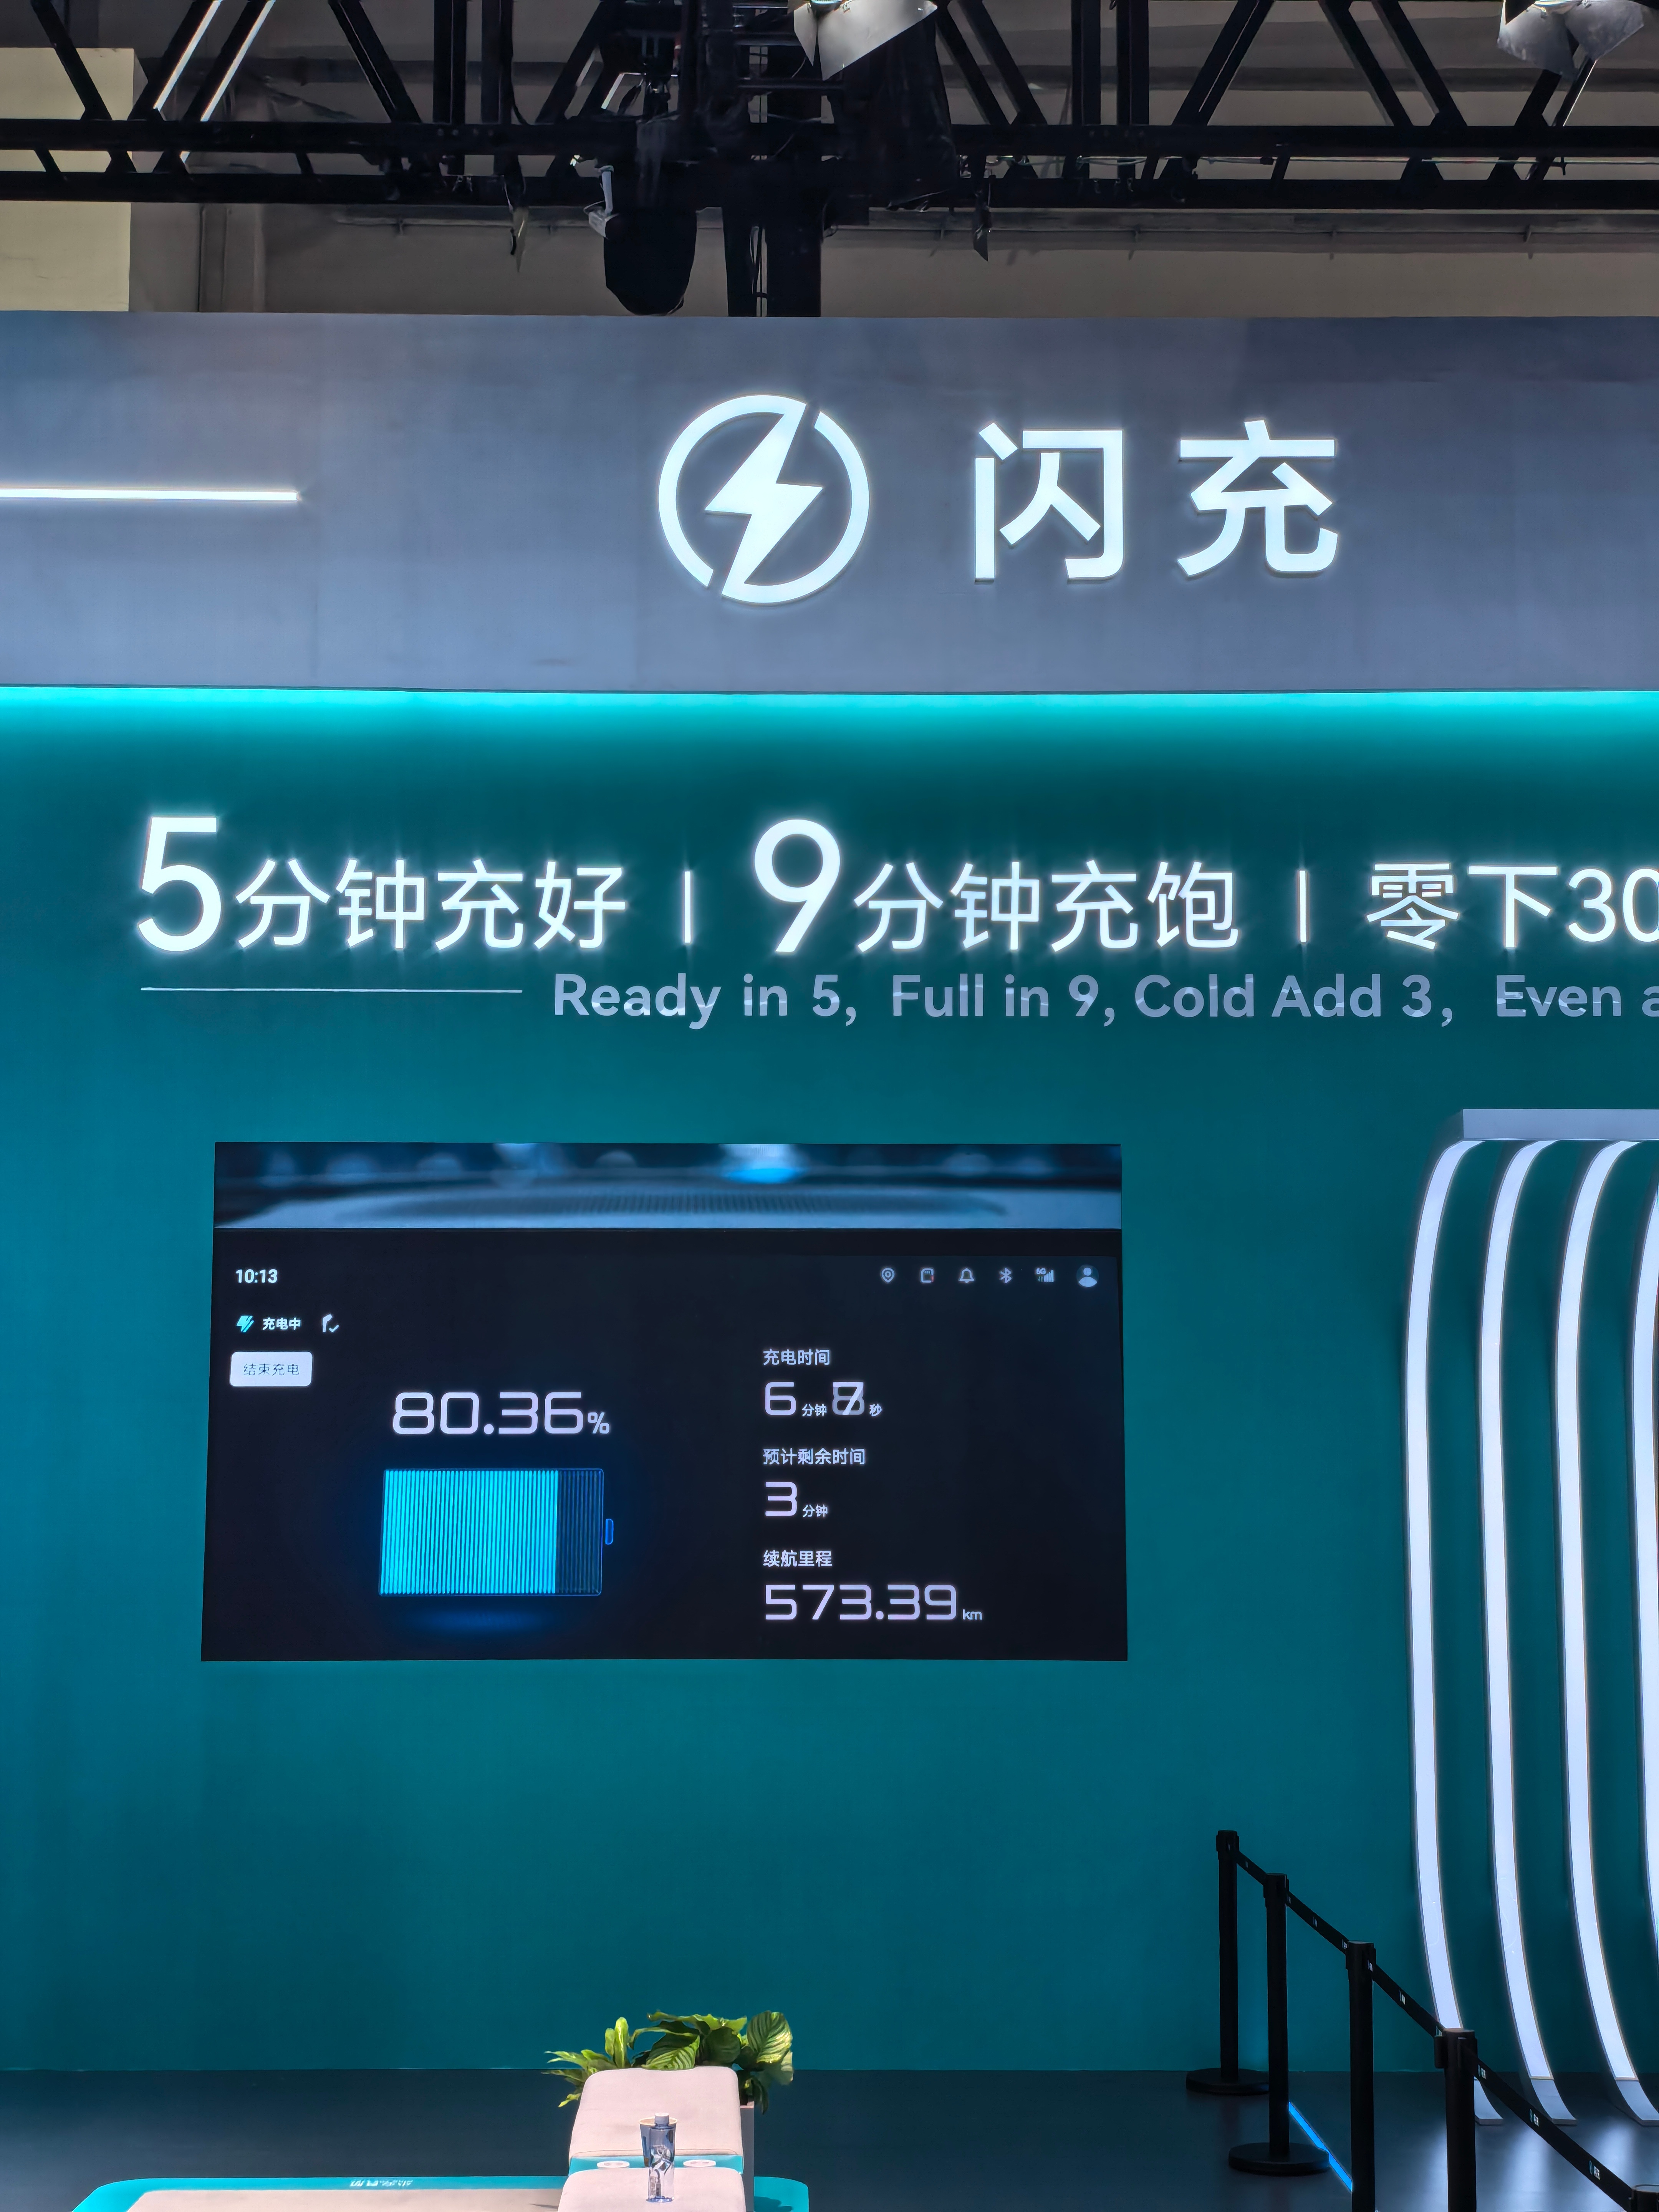 闪充
5分钟充好 | 9分钟充饱 | 零下30
Ready in 5, Full in 9, Cold Add 3, Even a
10:13
5G
充电中
结束充电
80.36%
充电时间
6分钟 秒
预计剩余时间
3分钟
续航里程
573.39km